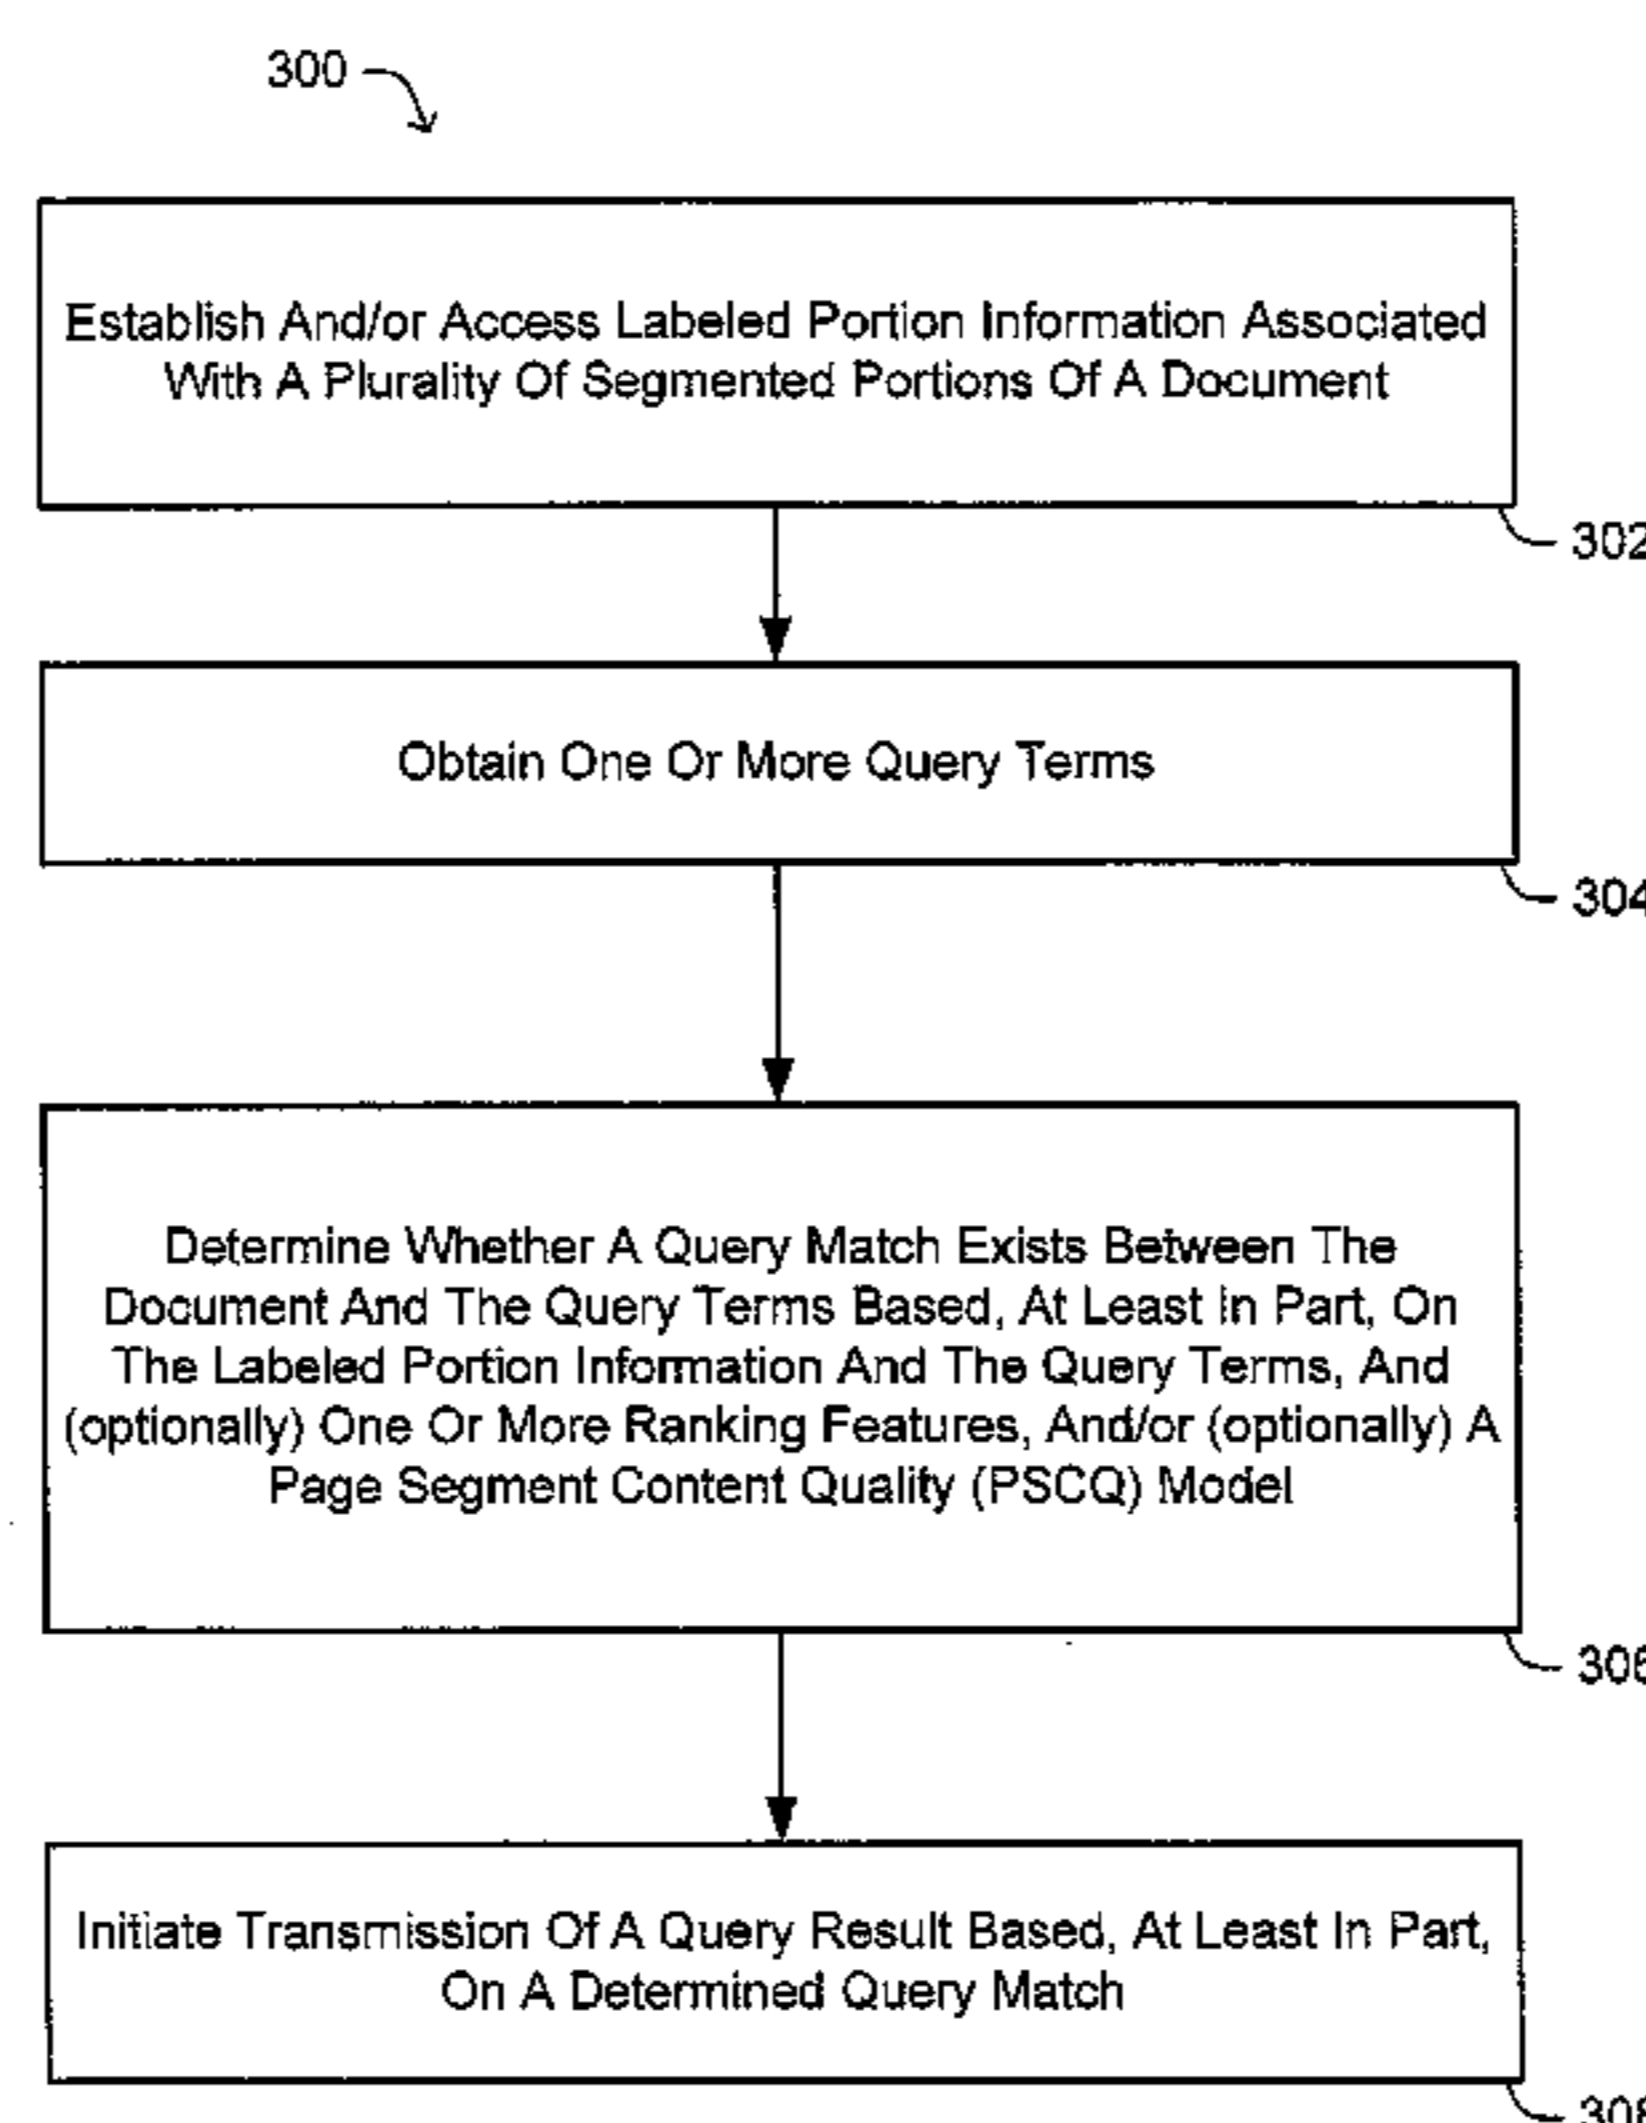 300
Establish And/or Access Labeled Portion Information Associated
With A Plurality Of Segmented Portions Of A Document
302
Obtain One Or More Query Terms
304
Determine Whether A Query Match Exists Between The
Document And The Query Terms Based, At Least In Part, On
The Labeled Portion Information And The Query Terms, And
(optionally) One Or More Ranking Features, And/or (optionally) A
Page Segment Content Quality (PSCQ) Model
306
Initiate Transmission Of A Query Result Based, At Least In Part,
On A Determined Query Match
308